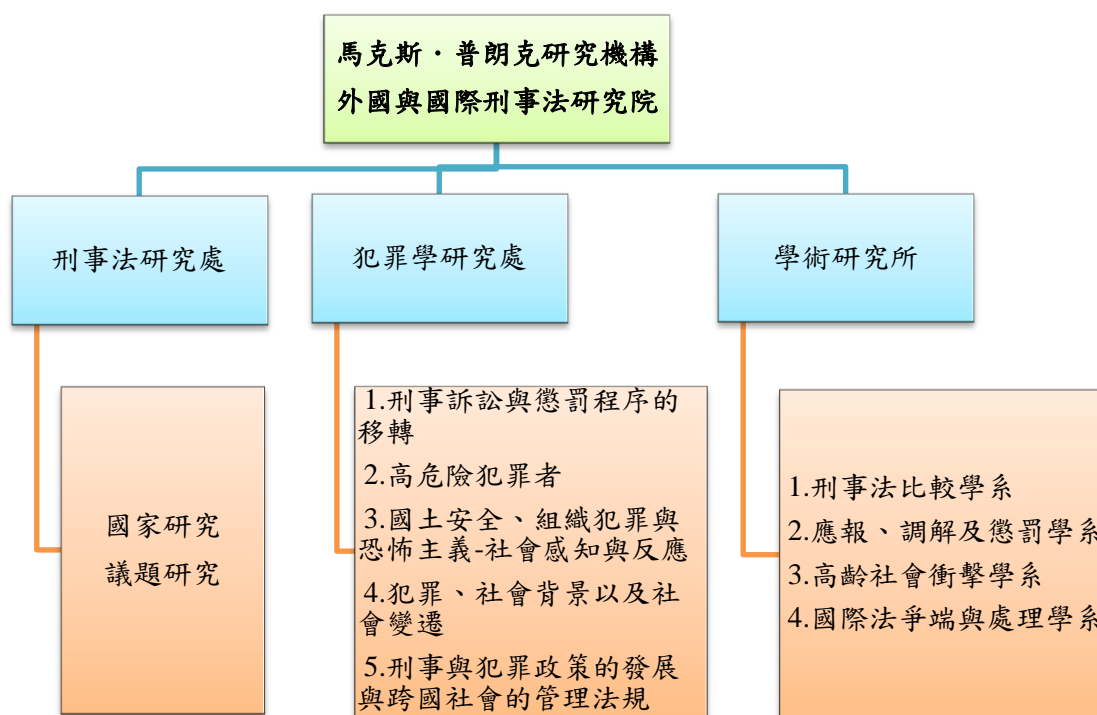 馬克斯‧普朗克研究機構
外國與國際刑事法研究院
刑事法研究處
犯罪學研究處
學術研究所
國家研究
議題研究
1.刑事訴訟與懲罰程序的
移轉
2.高危險犯罪者
3.國土安全、組織犯罪與
恐怖主義-社會感知與反應
4.犯罪、社會背景以及社
會變遷
5.刑事與犯罪政策的發展
與跨國社會的管理法規
1.刑事法比較學系
2.應報、調解及懲罰學系
3.高齡社會衝擊學系
4.國際法爭端與處理學系